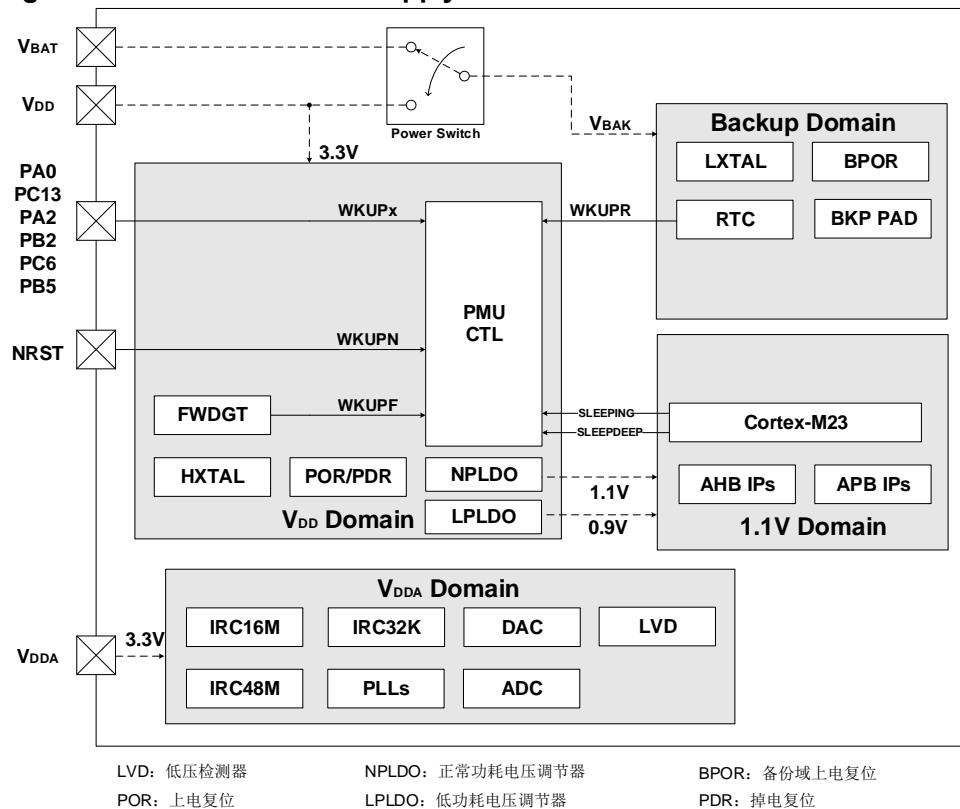 VBAT
VDD
Power Switch
VBAK
3.3V
Backup Domain
LXTAL
BPOR
RTC
BKP PAD
PA0
PC13
PA2
PB2
PC6
PB5
WKUPx
WKUPR
PMU
CTL
NRST
WKUPN
FWDGT
WKUPF
SLEEPING
SLEEPDEEP
Cortex-M23
HXTAL
POR/PDR
NPLDO
LPLDO
1.1V
0.9V
AHB IPs
APB IPs
VDD Domain
1.1V Domain
VDDA Domain
VDDA
3.3V
IRC16M
IRC32K
DAC
LVD
IRC48M
PLLs
ADC
LVD：低压检测器
NPLDO：正常功耗电压调节器
BPOR：备份域上电复位
POR：上电复位
LPLDO：低功耗电压调节器
PDR：掉电复位